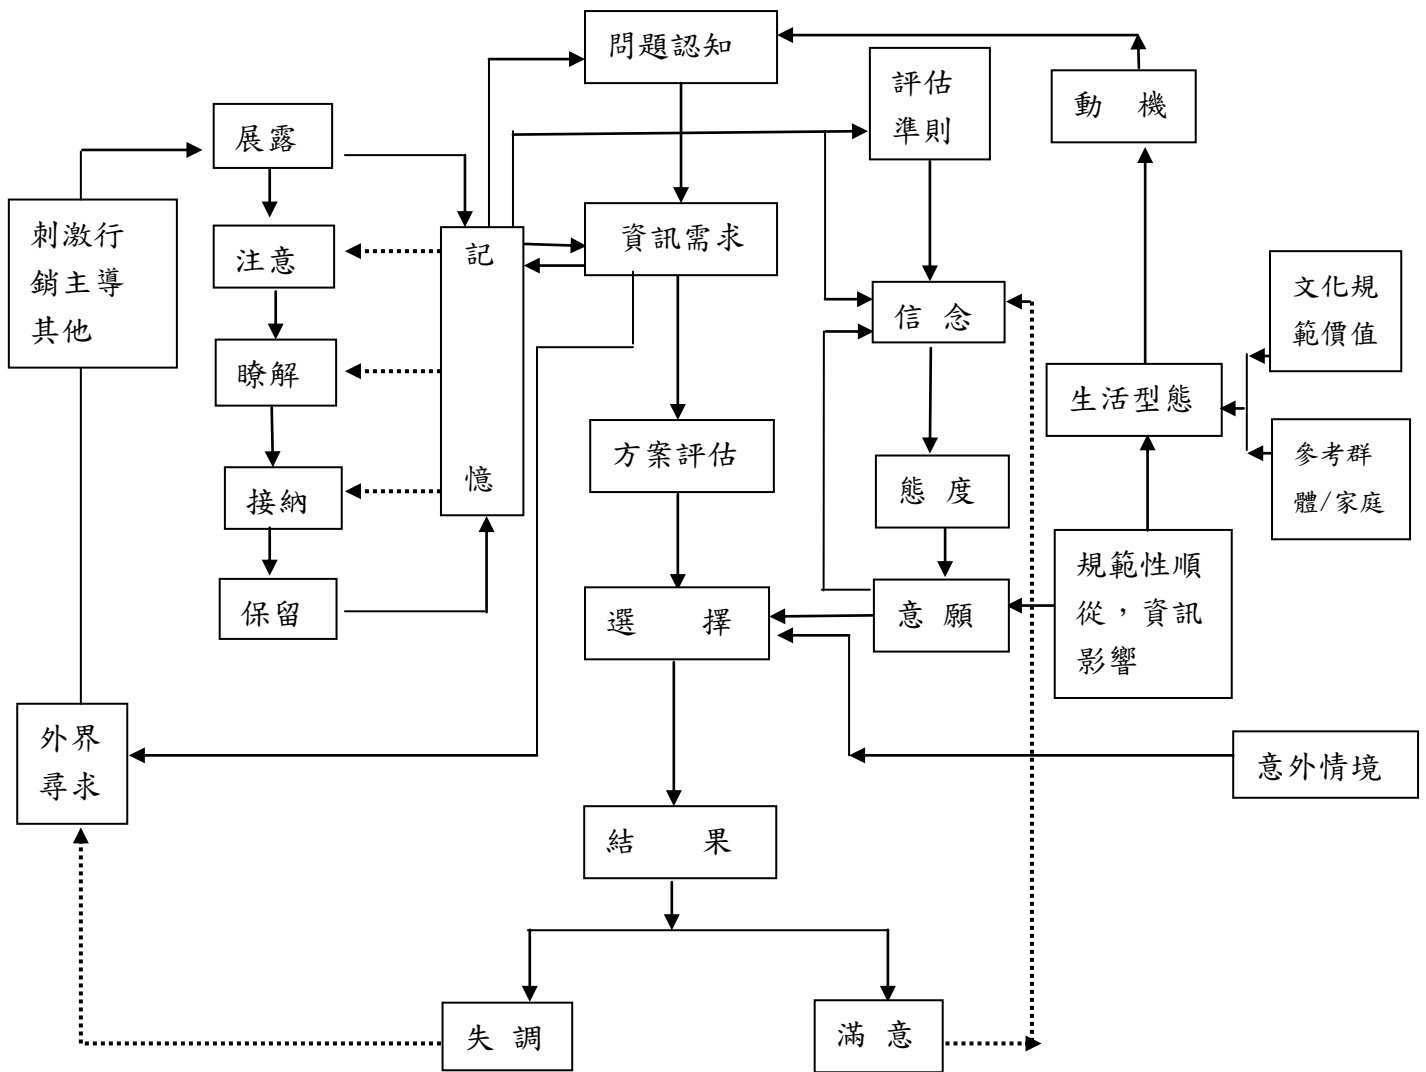 問題認知
評估
準則
動 機
展露
刺激行
銷主導
其他
注意
記
憶
資訊需求
信 念
文化規
範價值
瞭解
生活型態
方案評估
參考群
體/家庭
接納
態 度
保留
選 擇
意 願
規範性順
從，資訊
影響
外界
尋求
意外情境
結 果
失 調
滿 意